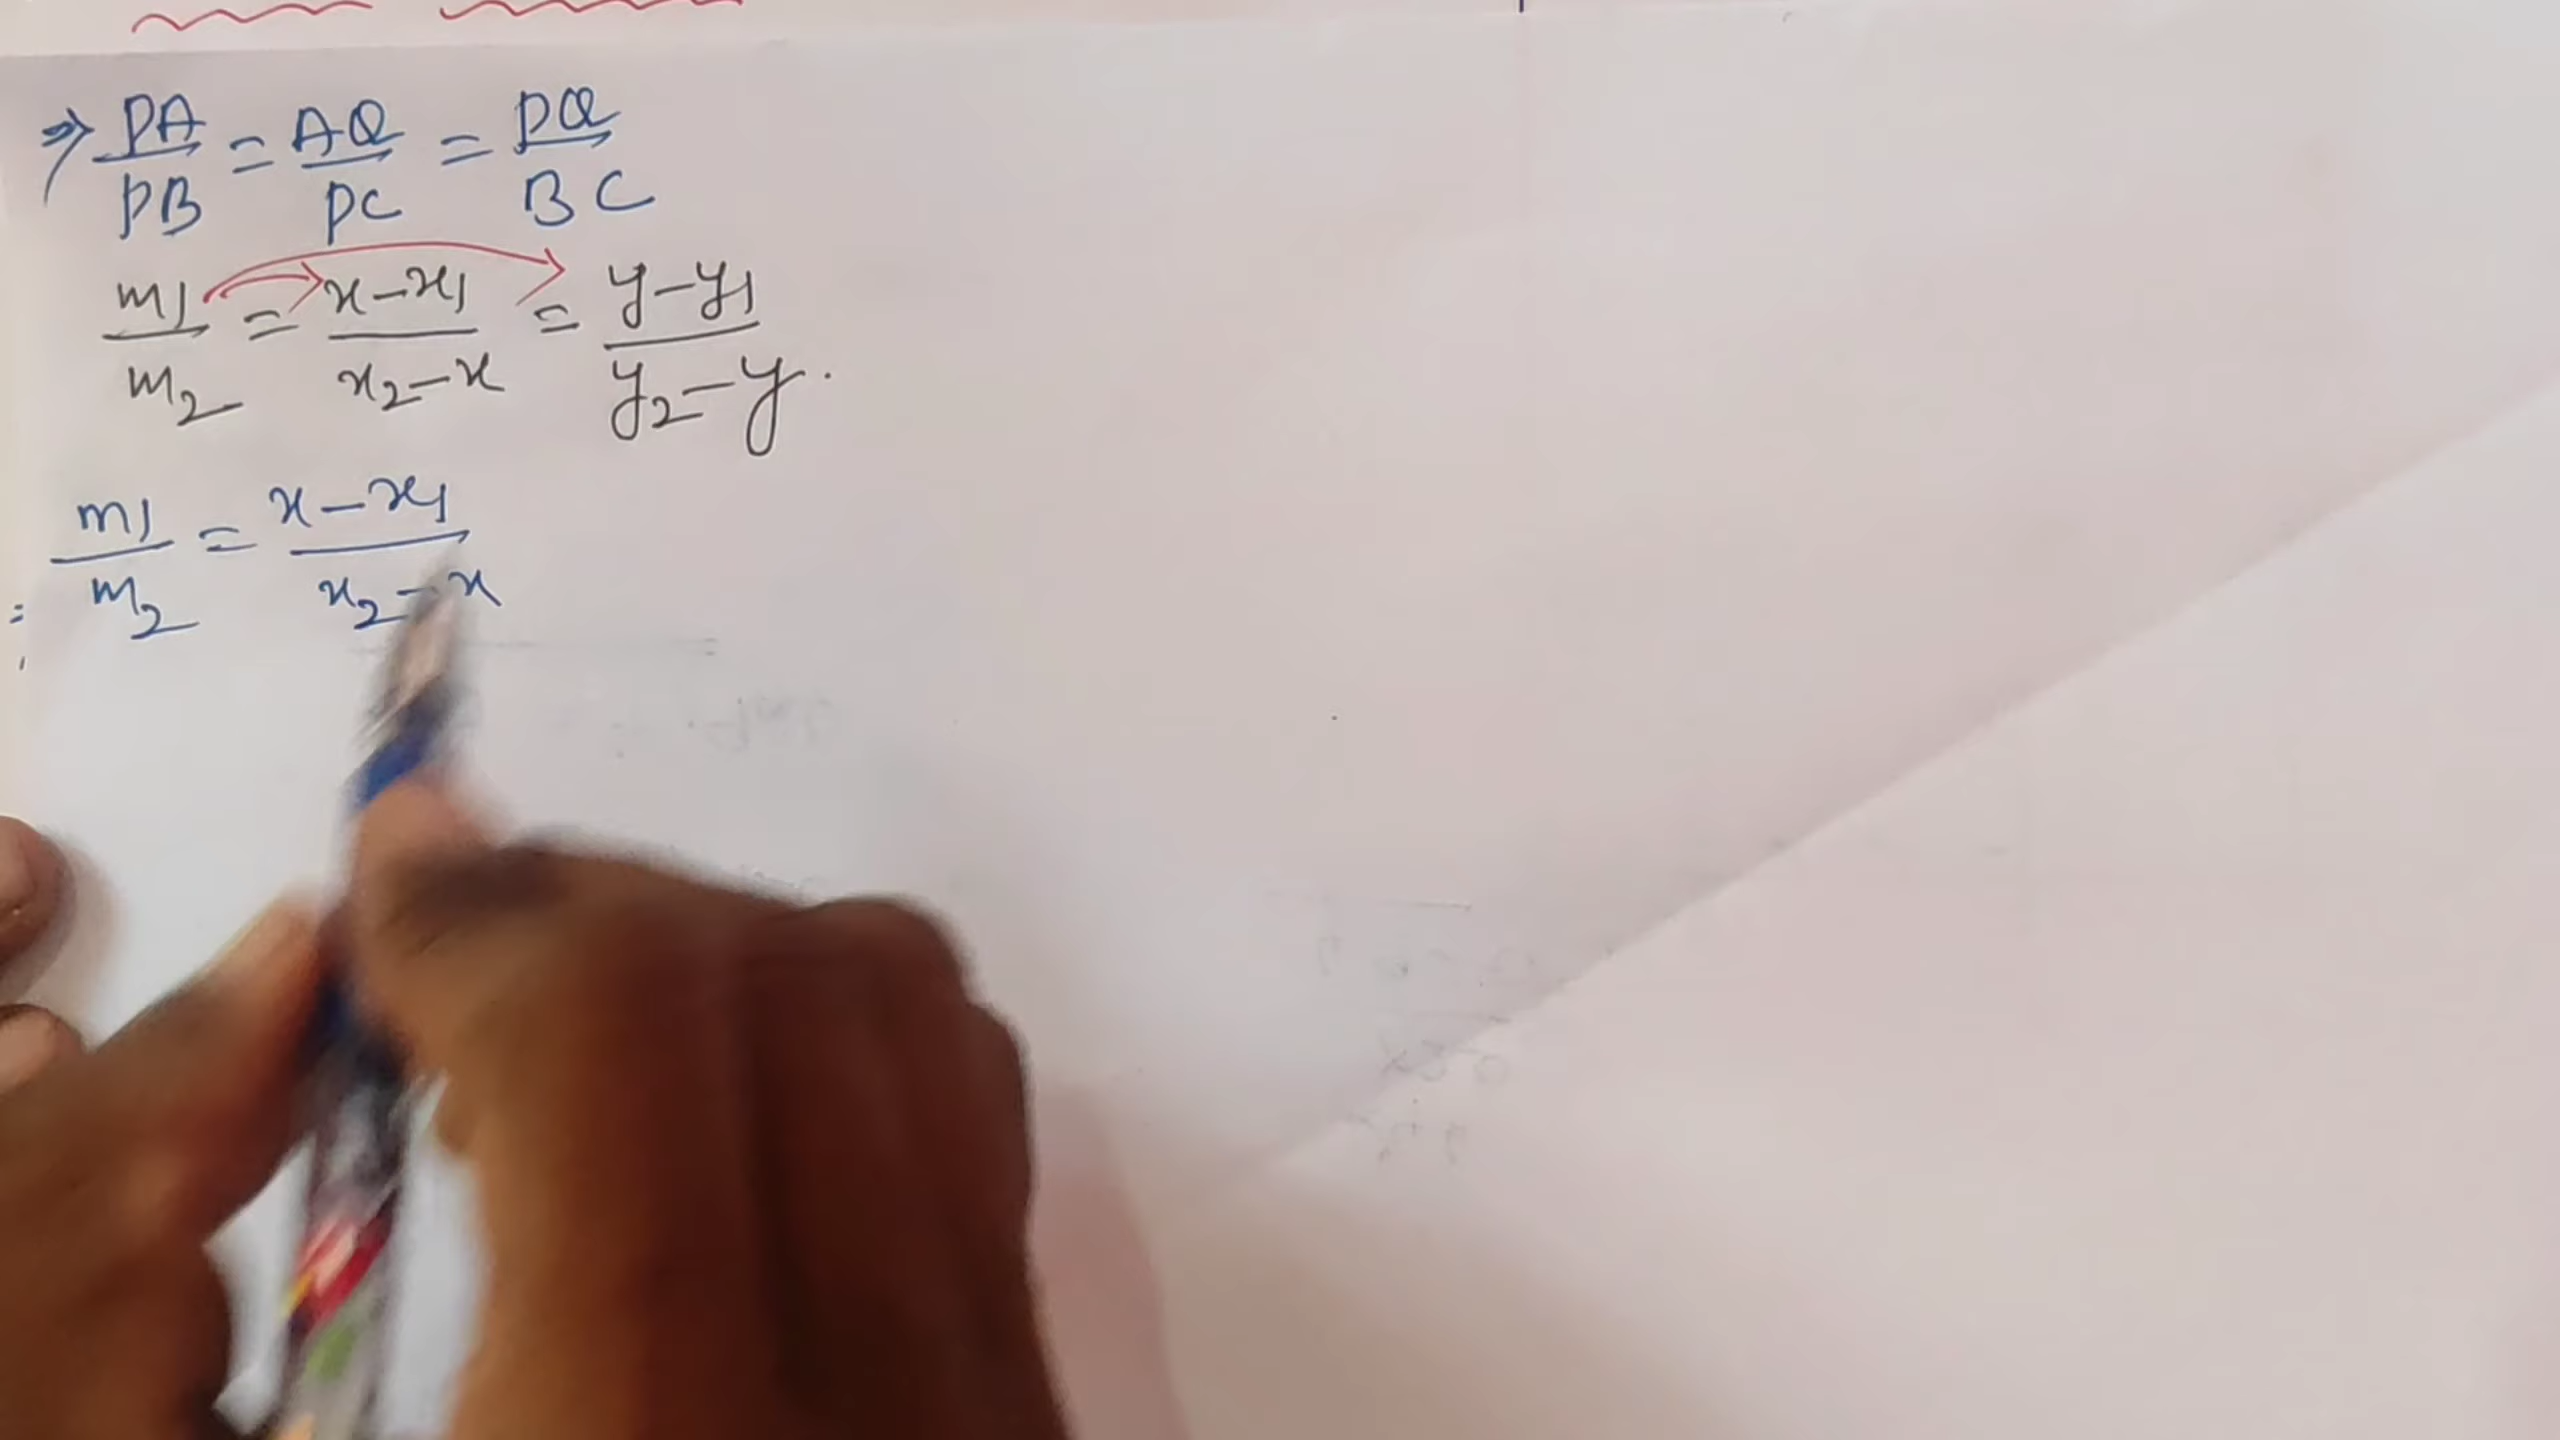 ⇒ PA/PB = AQ/PC = PQ/BC
m1/m2 = x-x1/x2-x = y-y1/y2-y.
m1/m2 = x-x1/x2-x